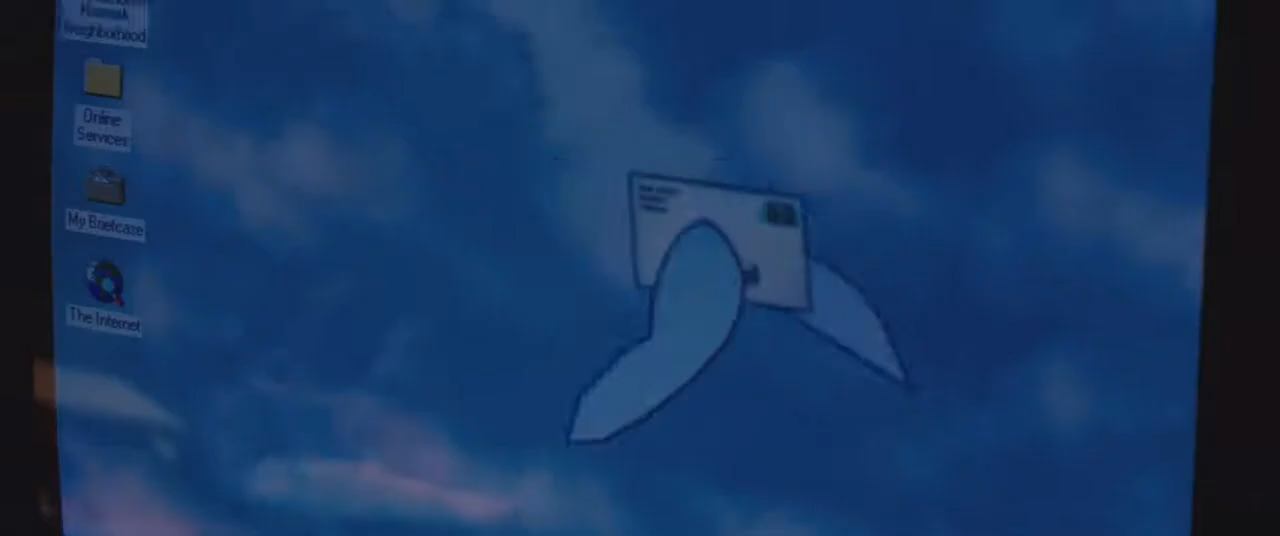 Neighborhood
Online
Services
My Briefcase
The Internet